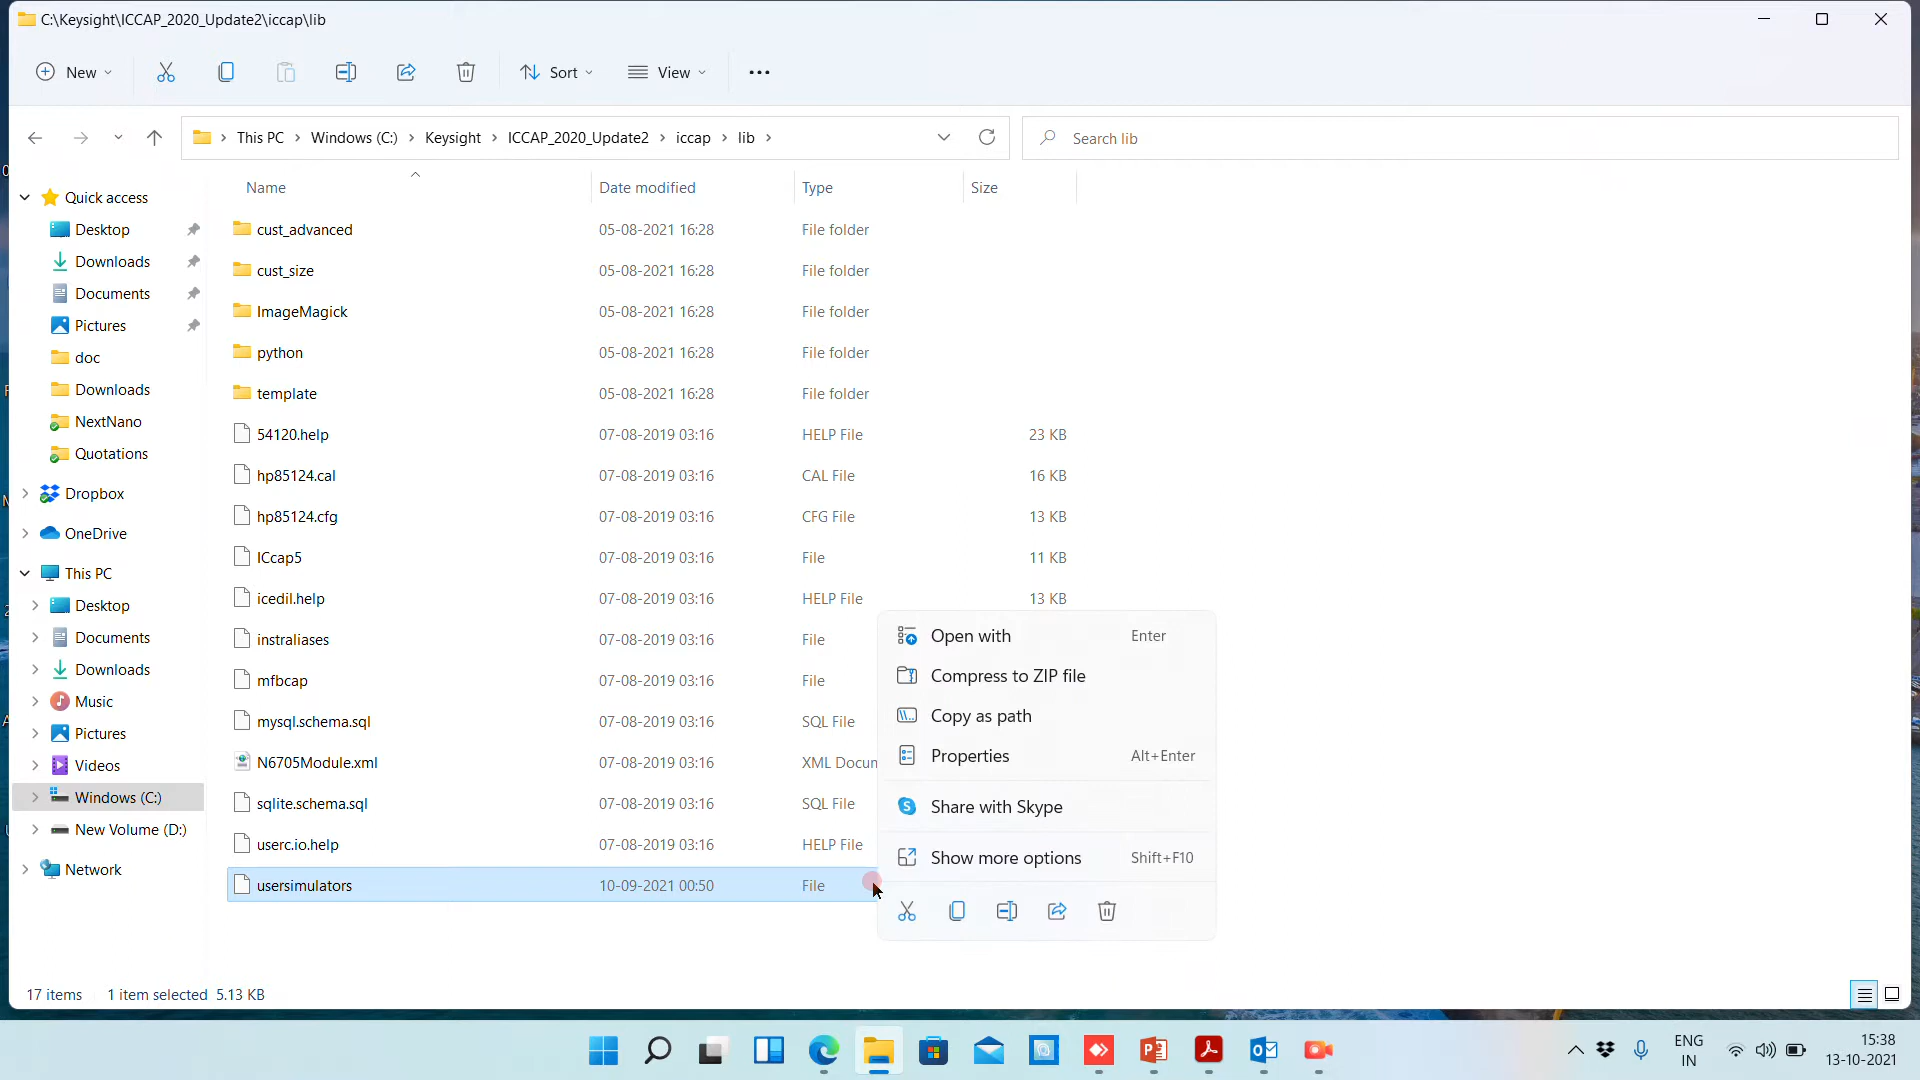 C:\Keysight\ICCAP_2020_Update2\iccap\lib
New
Sort
View
This PC > Windows (C:) > Keysight > ICCAP_2020_Update2 > iccap > lib >
Search lib
Name Date modified Type Size
Quick access
Desktop
Downloads
Documents
Pictures
doc
Downloads
NextNano
Quotations
Dropbox
OneDrive
This PC
Desktop
Documents
Downloads
Music
Pictures
Videos
Windows (C:)
New Volume (D:)
Network
cust_advanced 05-08-2021 16:28 File folder
cust_size 05-08-2021 16:28 File folder
ImageMagick 05-08-2021 16:28 File folder
python 05-08-2021 16:28 File folder
template 05-08-2021 16:28 File folder
54120.help 07-08-2019 03:16 HELP File 23 KB
hp85124.cal 07-08-2019 03:16 CAL File 16 KB
hp85124.cfg 07-08-2019 03:16 CFG File 13 KB
ICcap5 07-08-2019 03:16 File 11 KB
icedil.help 07-08-2019 03:16 HELP File 13 KB
instraliases 07-08-2019 03:16 File
mfbcap 07-08-2019 03:16 File
mysql.schema.sql 07-08-2019 03:16 SQL File
N6705Module.xml 07-08-2019 03:16 XML Docum
sqlite.schema.sql 07-08-2019 03:16 SQL File
userc.io.help 07-08-2019 03:16 HELP File
usersimulators 10-09-2021 00:50 File
Open with Enter
Compress to ZIP file
Copy as path
Properties Alt+Enter
Share with Skype
Show more options Shift+F10
17 items 1 item selected 5.13 KB
ENG
IN
15:38
13-10-2021